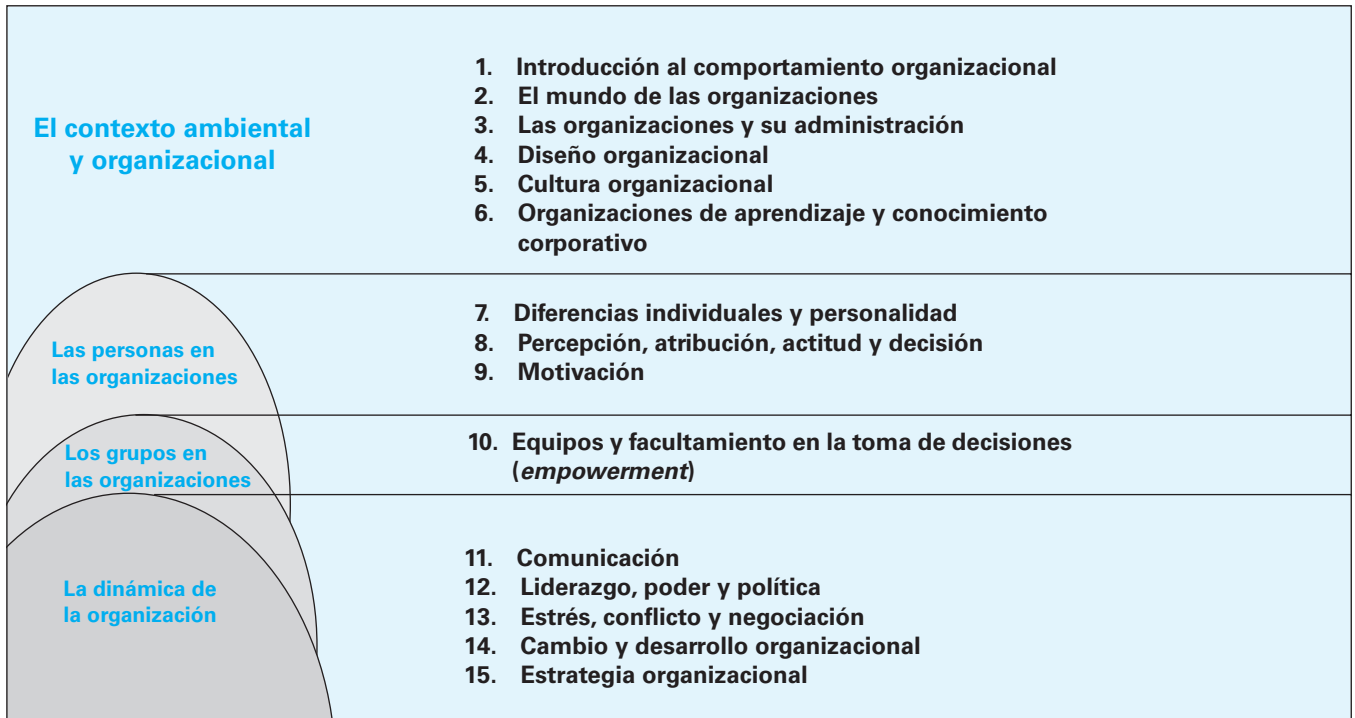 El contexto ambiental
y organizacional
1. Introducción al comportamiento organizacional
2. El mundo de las organizaciones
3. Las organizaciones y su administración
4. Diseño organizacional
5. Cultura organizacional
6. Organizaciones de aprendizaje y conocimiento
corporativo
Las personas en
las organizaciones
7. Diferencias individuales y personalidad
8. Percepción, atribución, actitud y decisión
9. Motivación
Los grupos en
las organizaciones
10. Equipos y facultamiento en la toma de decisiones
(empowerment)
La dinámica de
la organización
11. Comunicación
12. Liderazgo, poder y política
13. Estrés, conflicto y negociación
14. Cambio y desarrollo organizacional
15. Estrategia organizacional